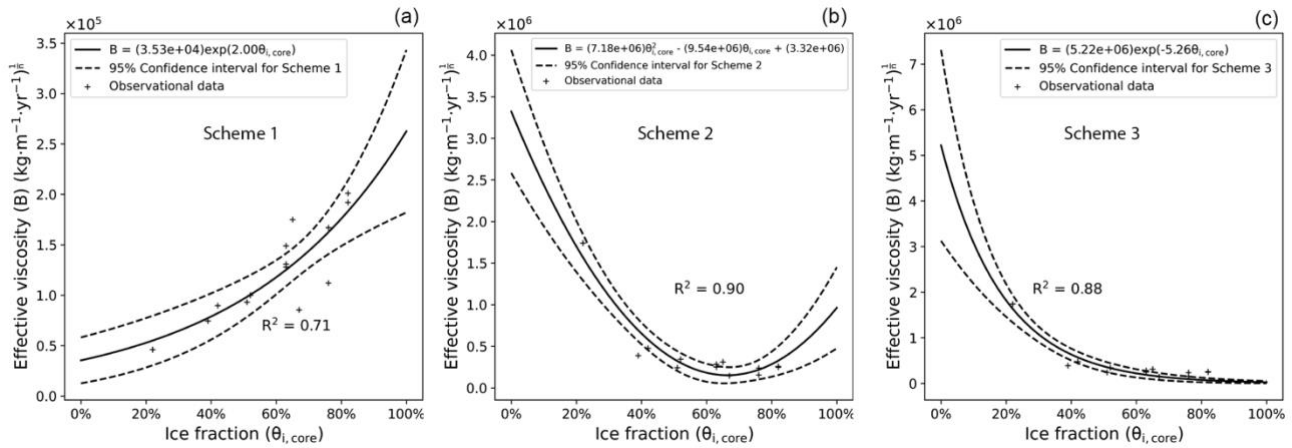 (a)
×10⁵
B = (3.53e+04)exp(2.00θi,core)
95% Confidence interval for Scheme 1
Observational data
Scheme 1
R² = 0.71
Effective viscosity (B) (kg·m⁻¹·yr⁻¹)^1/n
3.5
3.0
2.5
2.0
1.5
1.0
0.5
0.0
0% 20% 40% 60% 80% 100%
Ice fraction (θi,core)
(b)
×10⁶
B = (7.18e+06)θ²i,core - (9.54e+06)θi,core + (3.32e+06)
95% Confidence interval for Scheme 2
Observational data
Scheme 2
R² = 0.90
Effective viscosity (B) (kg·m⁻¹·yr⁻¹)^1/n
4.0
3.5
3.0
2.5
2.0
1.5
1.0
0.5
0.0
0% 20% 40% 60% 80% 100%
Ice fraction (θi,core)
(c)
×10⁶
B = (5.22e+06)exp(-5.26θi,core)
95% Confidence interval for Scheme 3
Observational data
Scheme 3
R² = 0.88
Effective viscosity (B) (kg·m⁻¹·yr⁻¹)^1/n
7
6
5
4
3
2
1
0
0% 20% 40% 60% 80% 100%
Ice fraction (θi,core)